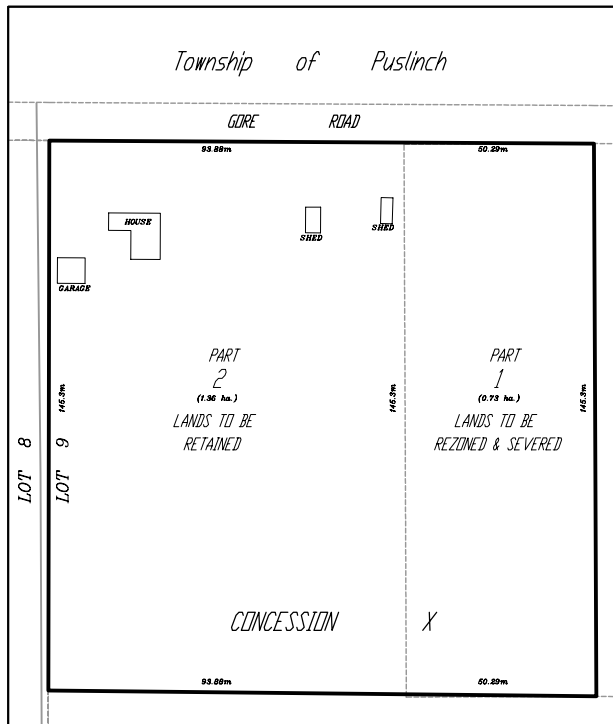 Township of Puslinch
GORE ROAD
93.88m 50.29m
HOUSE
SHED
SHED
GARAGE
PART
2
(1.36 ha.)
LANDS TO BE
RETAINED
PART
1
(0.73 ha.)
LANDS TO BE
REZONED & SEVERED
145.3m
145.3m
145.3m
LOT 8
LOT 9
CONCESSION X
93.88m 50.29m